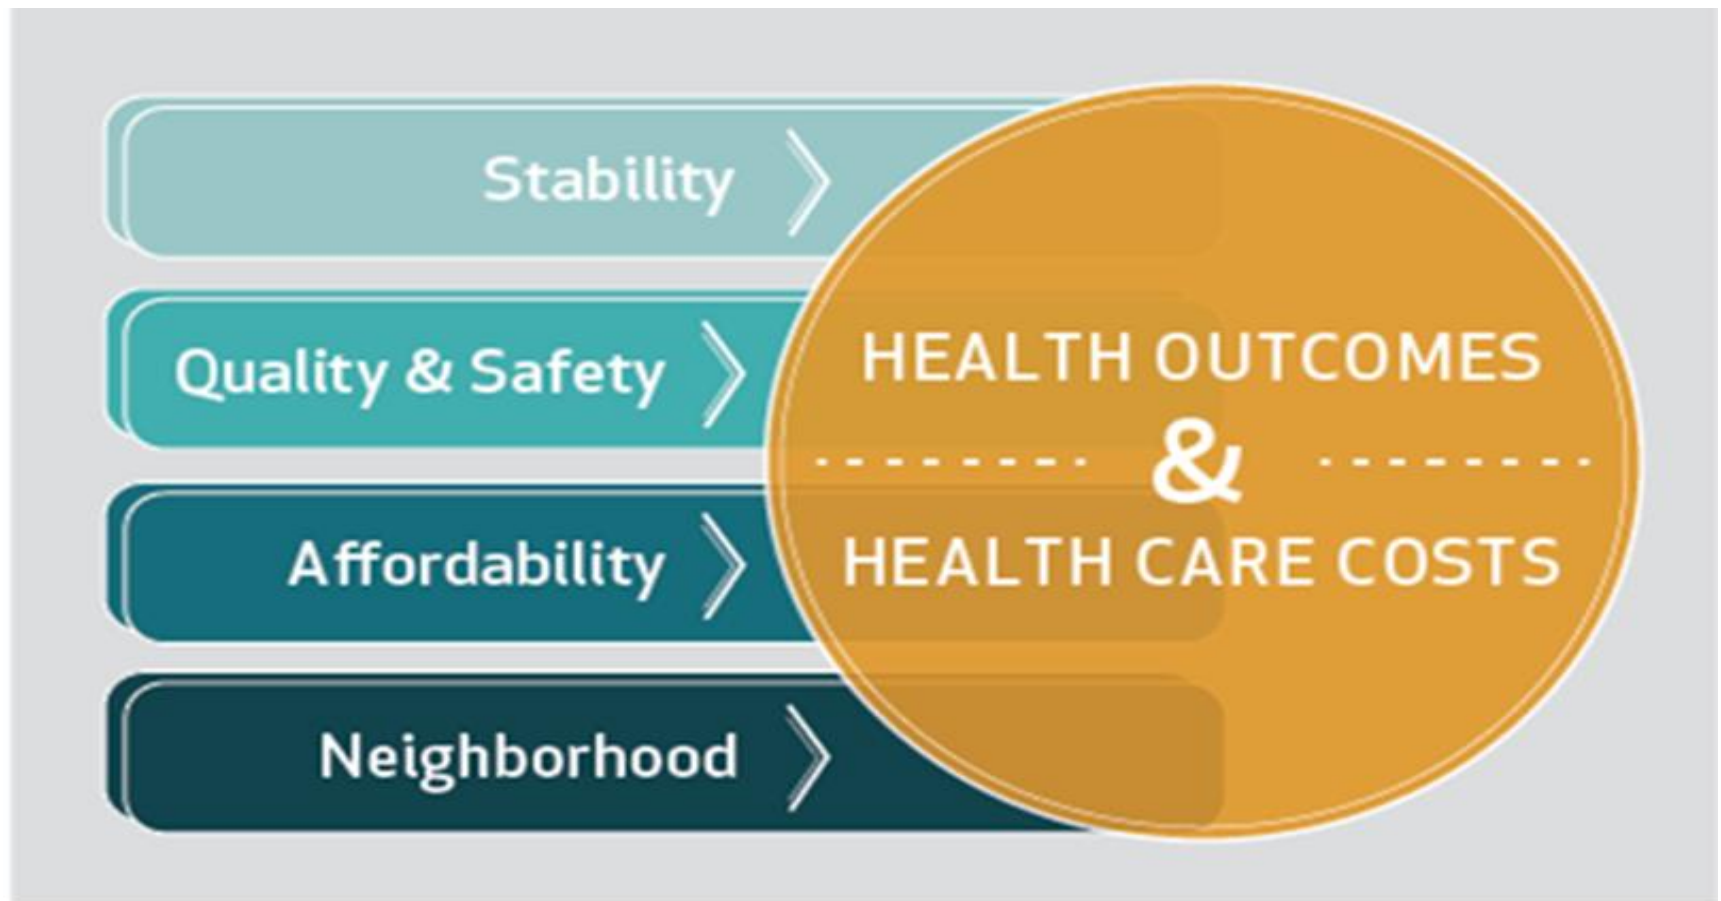 Stability
Quality & Safety
Affordability
Neighborhood
HEALTH OUTCOMES
&
HEALTH CARE COSTS